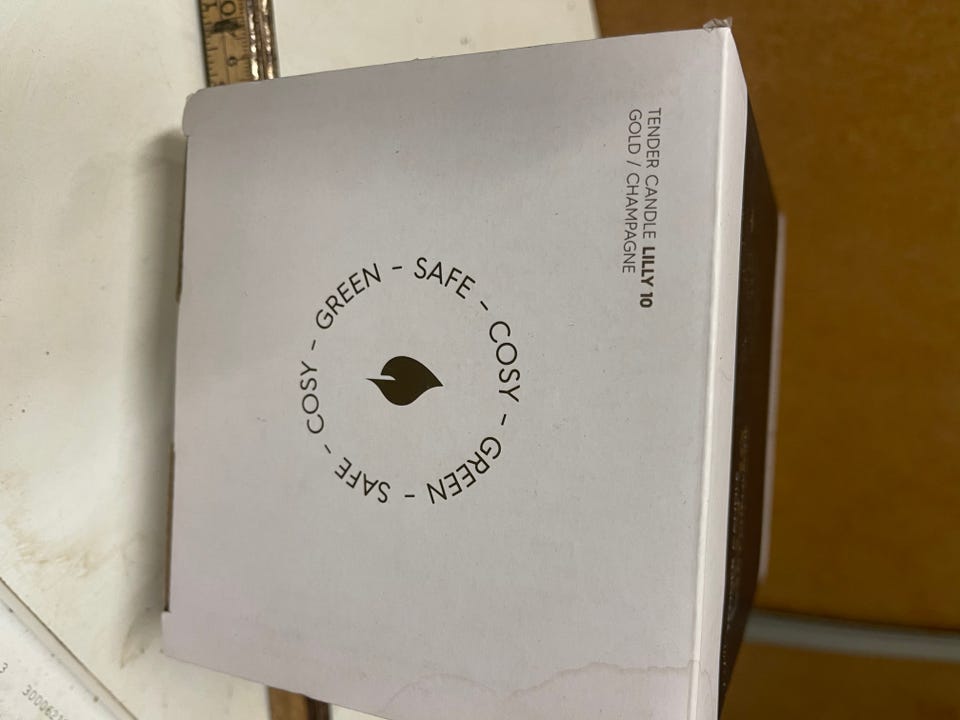 TENDER CANDLE LILLY 10
GOLD / CHAMPAGNE
SAFE - COSY - GREEN - SAFE - COSY - GREEN -